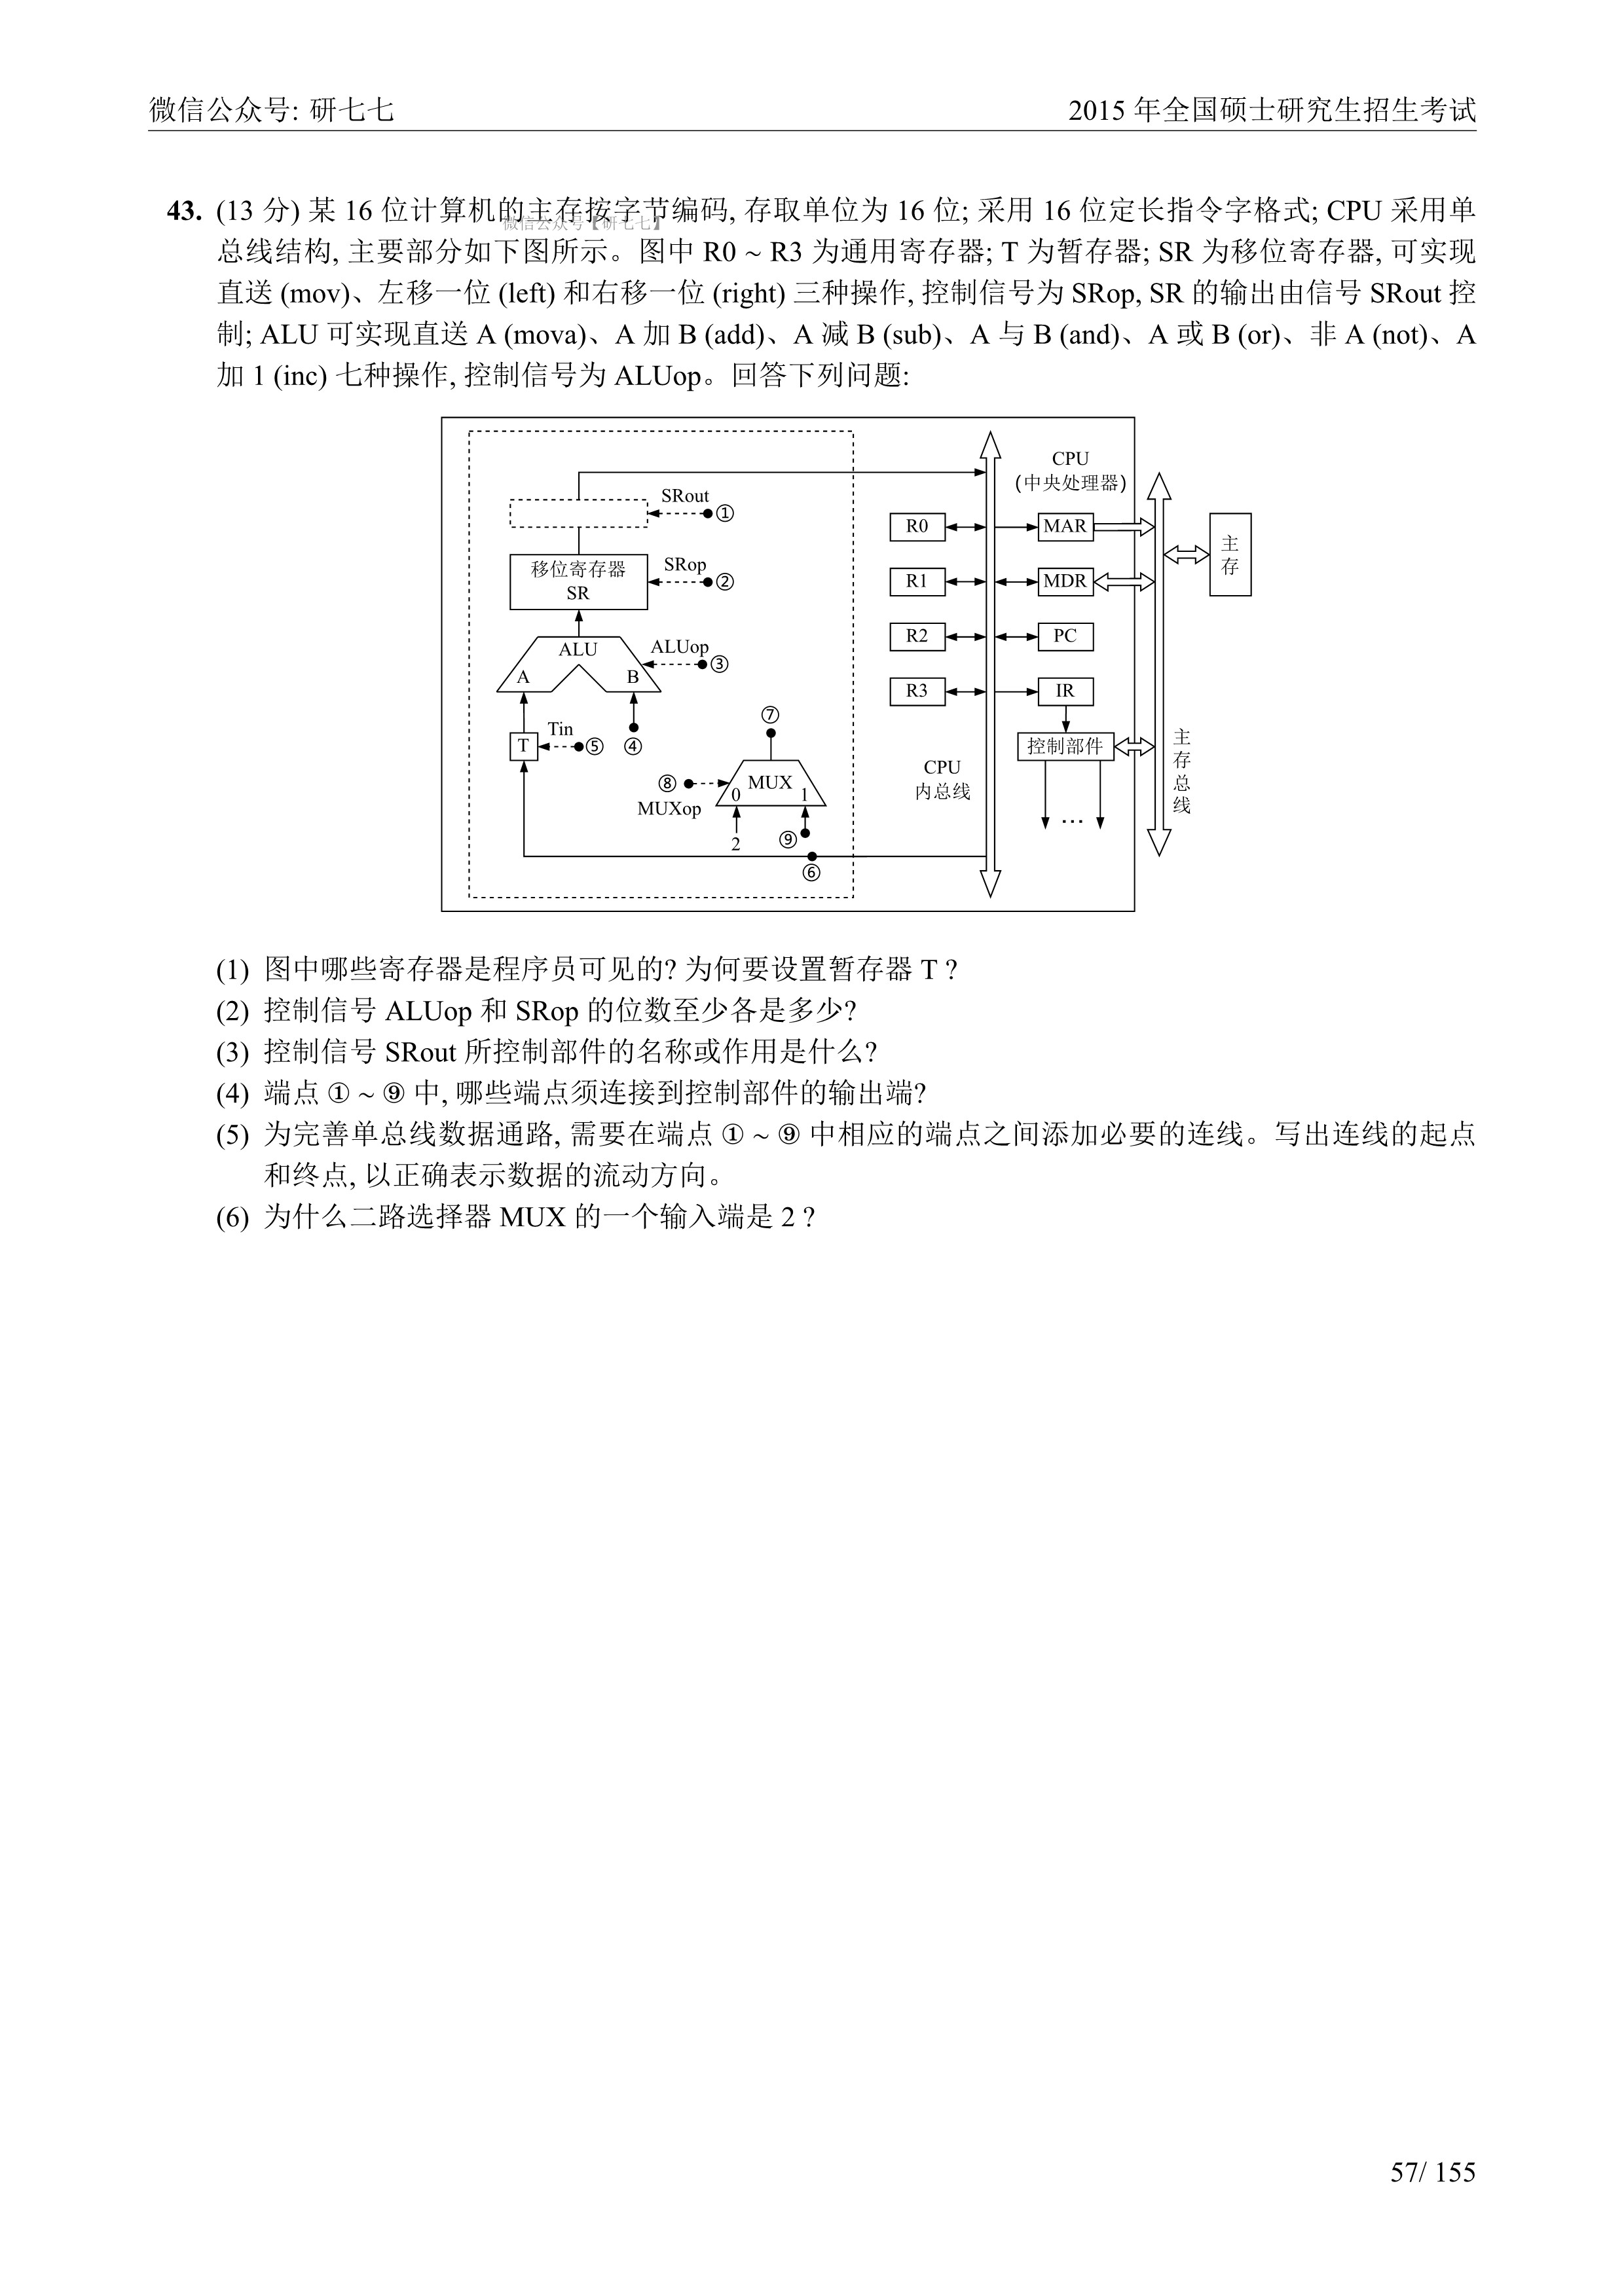 微信公众号: 研七七
2015 年全国硕士研究生招生考试
43. (13 分) 某 16 位计算机的主存按字节编码, 存取单位为 16 位; 采用 16 位定长指令字格式; CPU 采用单
微信公众号【研七七】
总线结构, 主要部分如下图所示。图中 R0 ~ R3 为通用寄存器; T 为暂存器; SR 为移位寄存器, 可实现
直送 (mov)、左移一位 (left) 和右移一位 (right) 三种操作, 控制信号为 SRop, SR 的输出由信号 SRout 控
制; ALU 可实现直送 A (mova)、A 加 B (add)、A 减 B (sub)、A 与 B (and)、A 或 B (or)、非 A (not)、A
加 1 (inc) 七种操作, 控制信号为 ALUop。回答下列问题:
CPU
(中央处理器)
SRout
①
R0
MAR
主
存
移位寄存器
SR
SRop
②
R1
MDR
ALU
A
B
ALUop
③
R2
PC
R3
IR
T
Tin
⑤
④
⑦
控制部件
主
存
总
线
⑧
MUXop
MUX
0
1
CPU
内总线
...
2
⑨
⑥
(1) 图中哪些寄存器是程序员可见的? 为何要设置暂存器 T ?
(2) 控制信号 ALUop 和 SRop 的位数至少各是多少?
(3) 控制信号 SRout 所控制部件的名称或作用是什么?
(4) 端点 ① ~ ⑨ 中, 哪些端点须连接到控制部件的输出端?
(5) 为完善单总线数据通路, 需要在端点 ① ~ ⑨ 中相应的端点之间添加必要的连线。写出连线的起点
和终点, 以正确表示数据的流动方向。
(6) 为什么二路选择器 MUX 的一个输入端是 2 ?
57/ 155